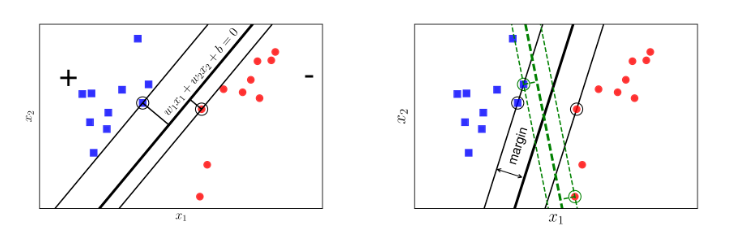 +
-
w₁x₁ + w₂x₂ + b = 0
x₂
x₁
x₂
margin
x₁